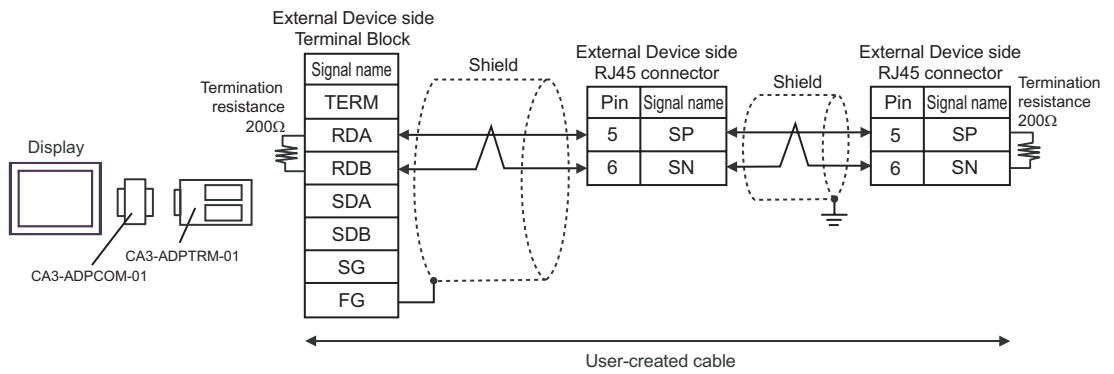 External Device side
Terminal Block
Signal name
TERM
RDA
RDB
SDA
SDB
SG
FG
Termination
resistance
200Ω
Display
CA3-ADPCOM-01
CA3-ADPTRM-01
Shield
External Device side
RJ45 connector
Pin Signal name
5 SP
6 SN
Shield
External Device side
RJ45 connector
Pin Signal name
5 SP
6 SN
Termination
resistance
200Ω
User-created cable